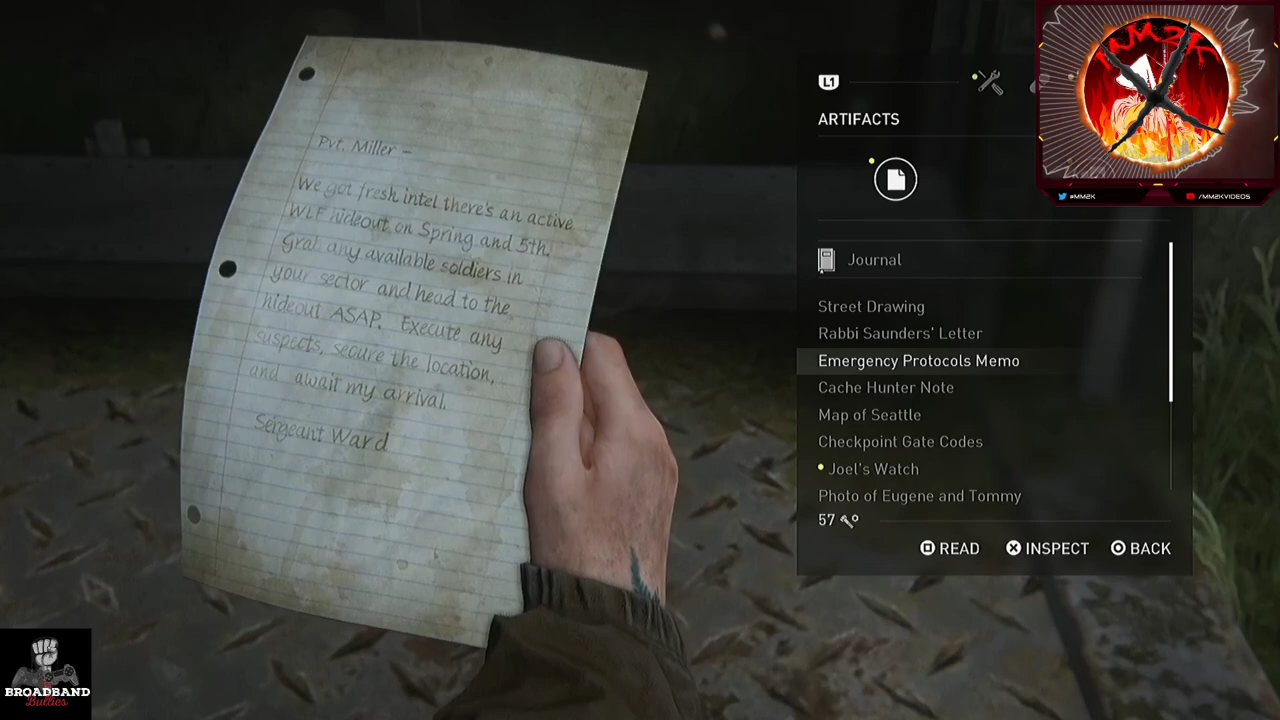 Pvt. Miller -
We got fresh intel there's an active
WLF hideout on Spring and 5th.
Grab any available soldiers in
your sector and head to the
hideout ASAP. Execute any
suspects, secure the location,
and await my arrival.
Sergeant Ward
L1
ARTIFACTS
Journal
Street Drawing
Rabbi Saunders' Letter
Emergency Protocols Memo
Cache Hunter Note
Map of Seattle
Checkpoint Gate Codes
Joel's Watch
Photo of Eugene and Tommy
57
READ INSPECT BACK
MM2K
#MM2K /MM2KVIDEOS
BROADBAND
Bullies